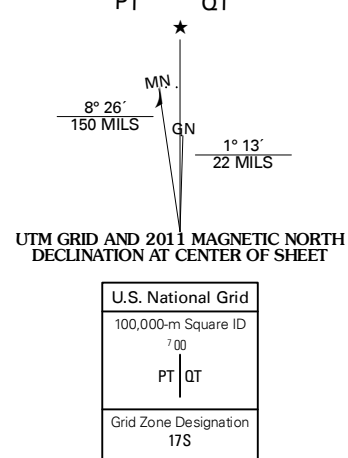 PT QT
★
MN
8° 26´
150 MILS
GN
1° 13´
22 MILS
UTM GRID AND 2011 MAGNETIC NORTH
DECLINATION AT CENTER OF SHEET
U.S. National Grid
100,000-m Square ID
7 00
PT QT
Grid Zone Designation
17S